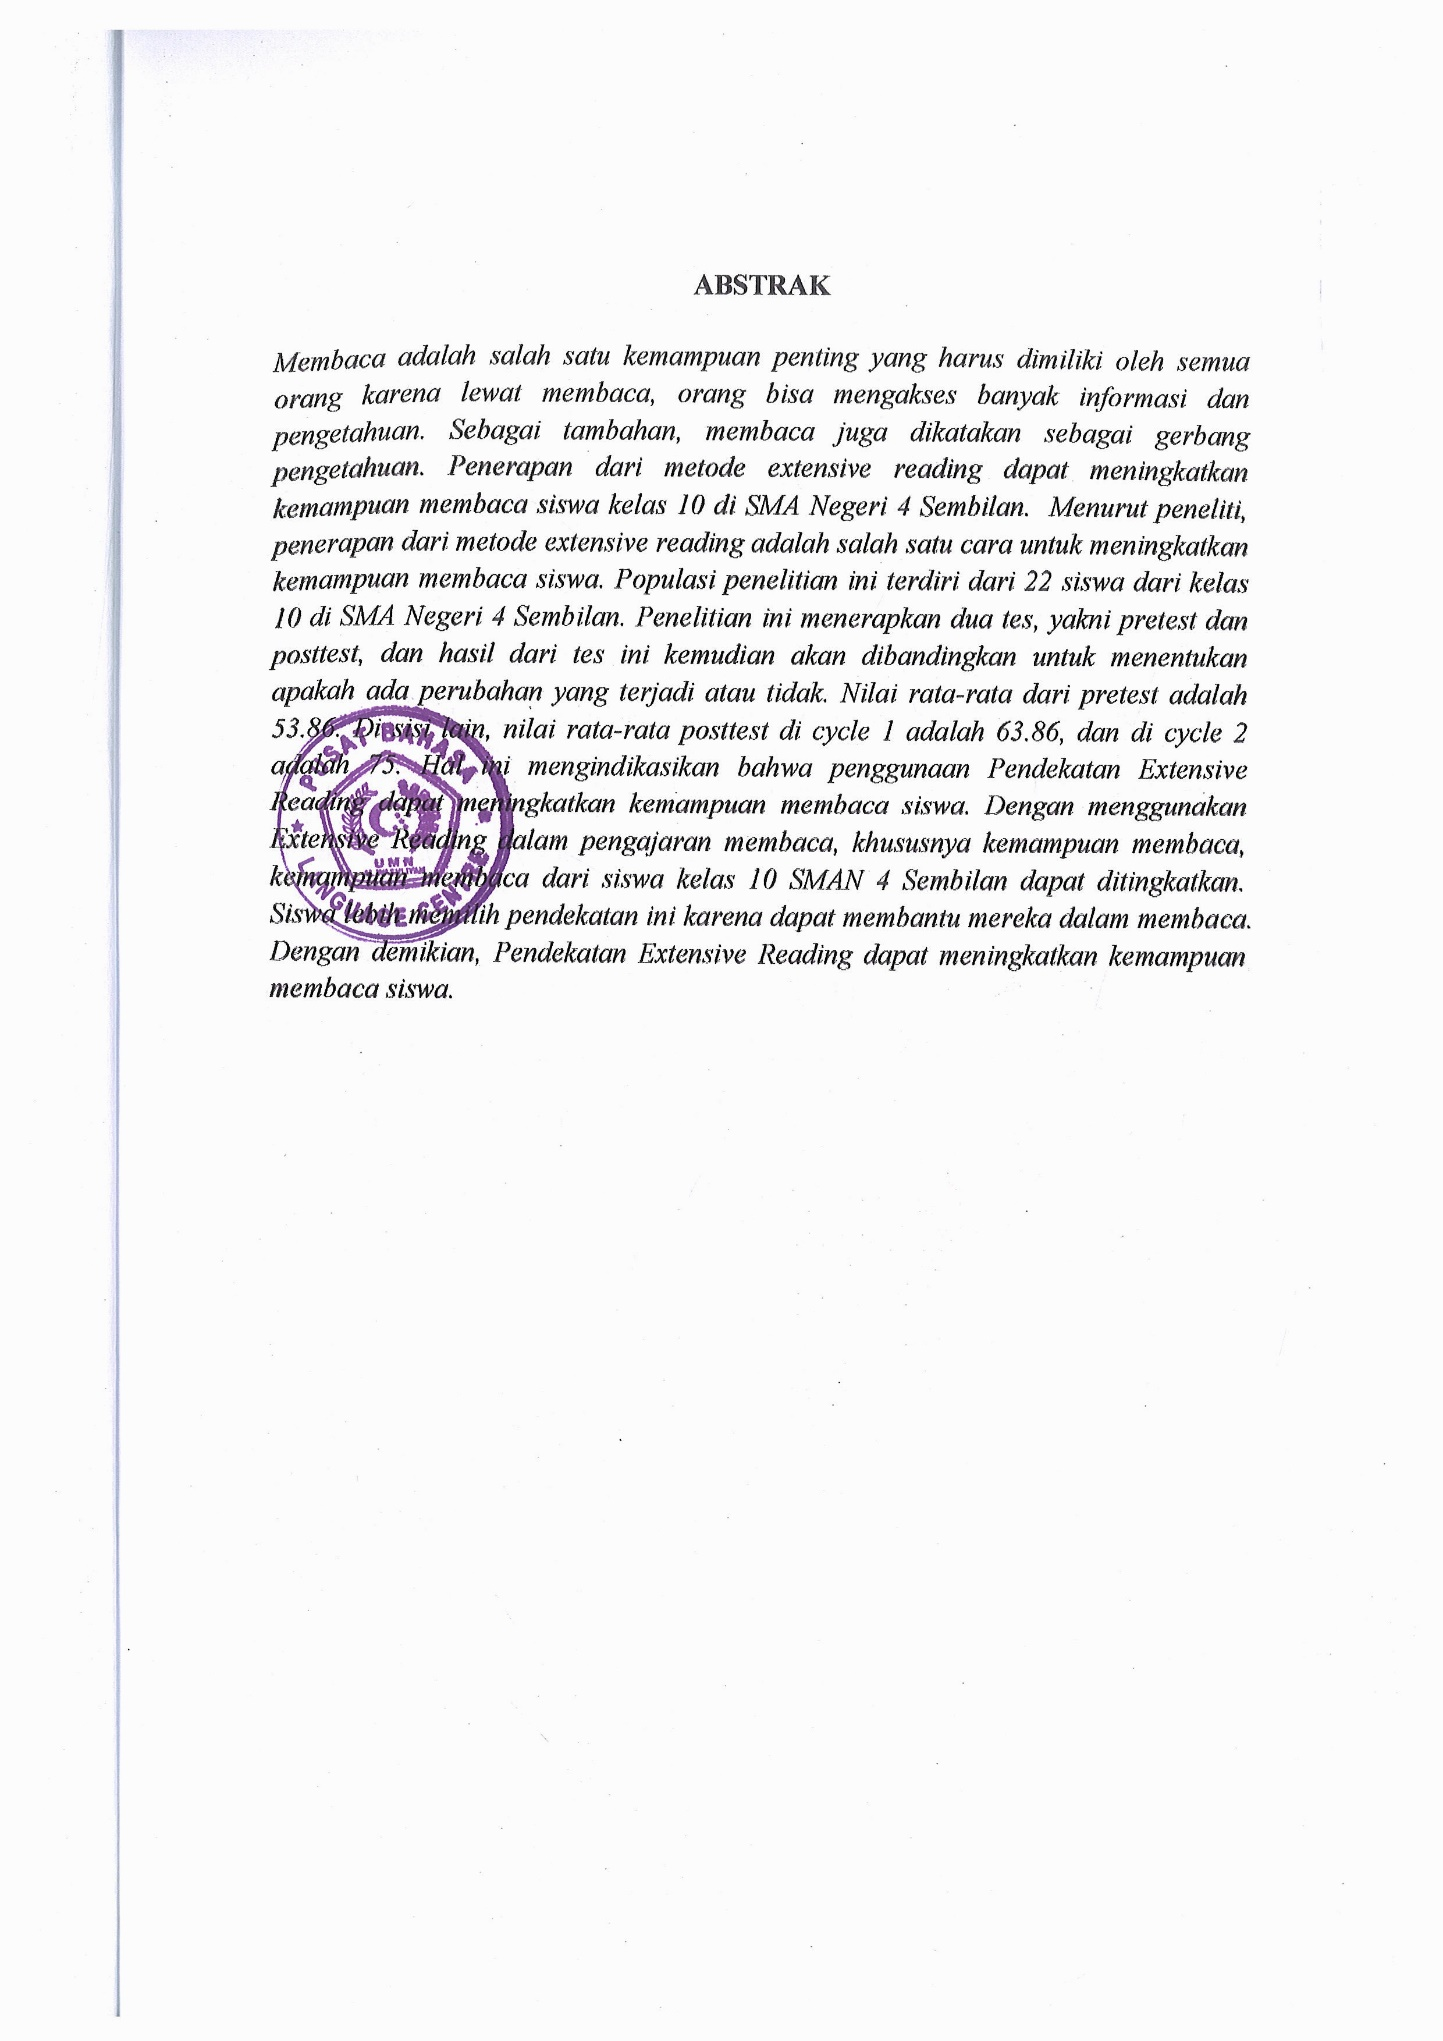 ABSTRAK
Membaca adalah salah satu kemampuan penting yang harus dimiliki oleh semua
orang karena lewat membaca, orang bisa mengakses banyak informasi dan
pengetahuan. Sebagai tambahan, membaca juga dikatakan sebagai gerbang
pengetahuan. Penerapan dari metode extensive reading dapat meningkatkan
kemampuan membaca siswa kelas 10 di SMA Negeri 4 Sembilan. Menurut peneliti,
penerapan dari metode extensive reading adalah salah satu cara untuk meningkatkan
kemampuan membaca siswa. Populasi penelitian ini terdiri dari 22 siswa dari kelas
10 di SMA Negeri 4 Sembilan. Penelitian ini menerapkan dua tes, yakni pretest dan
posttest, dan hasil dari tes ini kemudian akan dibandingkan untuk menentukan
apakah ada perubahan yang terjadi atau tidak. Nilai rata-rata dari pretest adalah
53.86. Di sisi lain, nilai rata-rata posttest di cycle 1 adalah 63.86, dan di cycle 2
adalah 75. Hal ini mengindikasikan bahwa penggunaan Pendekatan Extensive
Reading dapat meningkatkan kemampuan membaca siswa. Dengan menggunakan
Extensive Reading dalam pengajaran membaca, khususnya kemampuan membaca,
kemampuan membaca dari siswa kelas 10 SMAN 4 Sembilan dapat ditingkatkan.
Siswa lebih memilih pendekatan ini karena dapat membantu mereka dalam membaca.
Dengan demikian, Pendekatan Extensive Reading dapat meningkatkan kemampuan
membaca siswa.
PUSAT BAHASA
UMN
LANGUAGE CENTRE